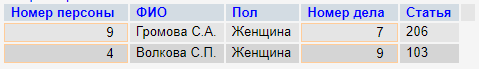 Номер персоны ФИО Пол Номер дела Статья
9 Громова С.А. Женщина 7 206
4 Волкова С.П. Женщина 9 103